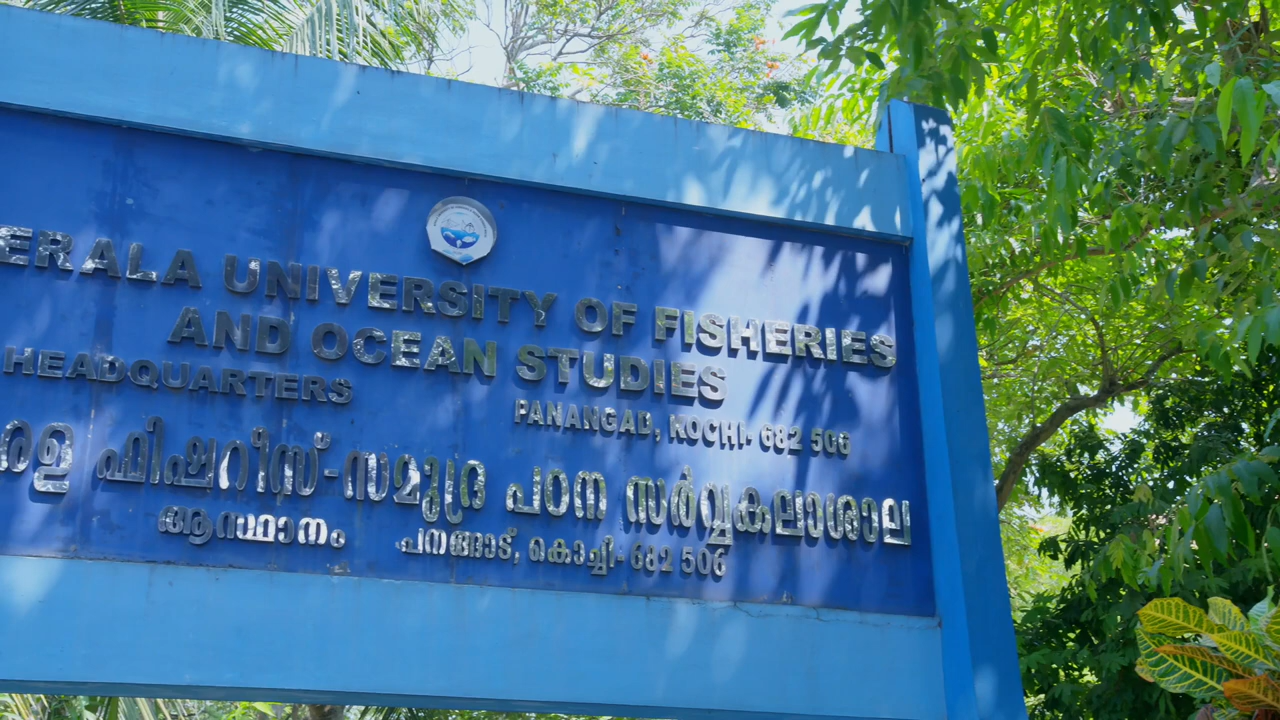 ERALA UNIVERSITY OF FISHERIES
AND OCEAN STUDIES
HEADQUARTERS
PANANGAD, KOCHI- 682 506
രള ഫിഷറീസ്-സമുദ്ര പഠന സർവ്വകലാശാല
ആസ്ഥാനം
പനങ്ങാട്, കൊച്ചി- 682 506